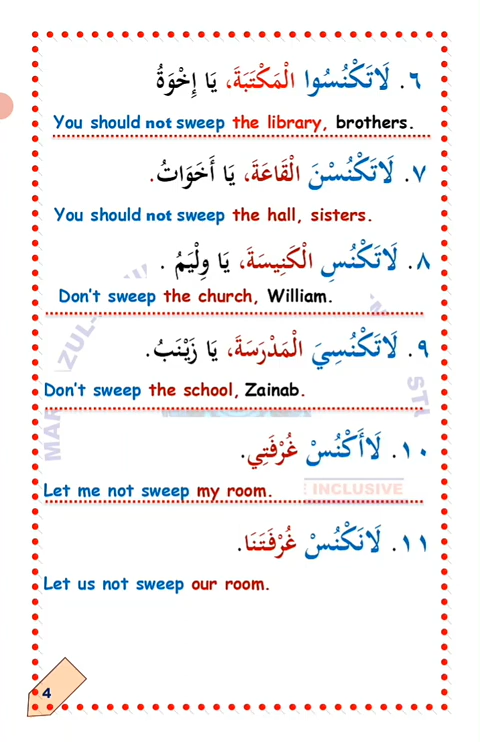 ٦. لَاتَكْنُسُوا الْمَكْتَبَةَ، يَا إِخْوَةُ
You should not sweep the library, brothers.
٧. لَاتَكْنُسْنَ الْقَاعَةَ، يَا أَخَوَاتُ.
You should not sweep the hall, sisters.
٨. لَاتَكْنُسِ الْكَنِيسَةَ، يَا وِلْيَمُ .
Don't sweep the church, William.
٩. لَاتَكْنُسِيَ الْمَدْرَسَةَ، يَا زَيْنَبُ.
Don't sweep the school, Zainab.
١٠. لَاأَكْنُسْ غُرْفَتِي.
Let me not sweep my room.
INCLUSIVE
١١. لَانَكْنُسْ غُرْفَتَنَا.
Let us not sweep our room.
4